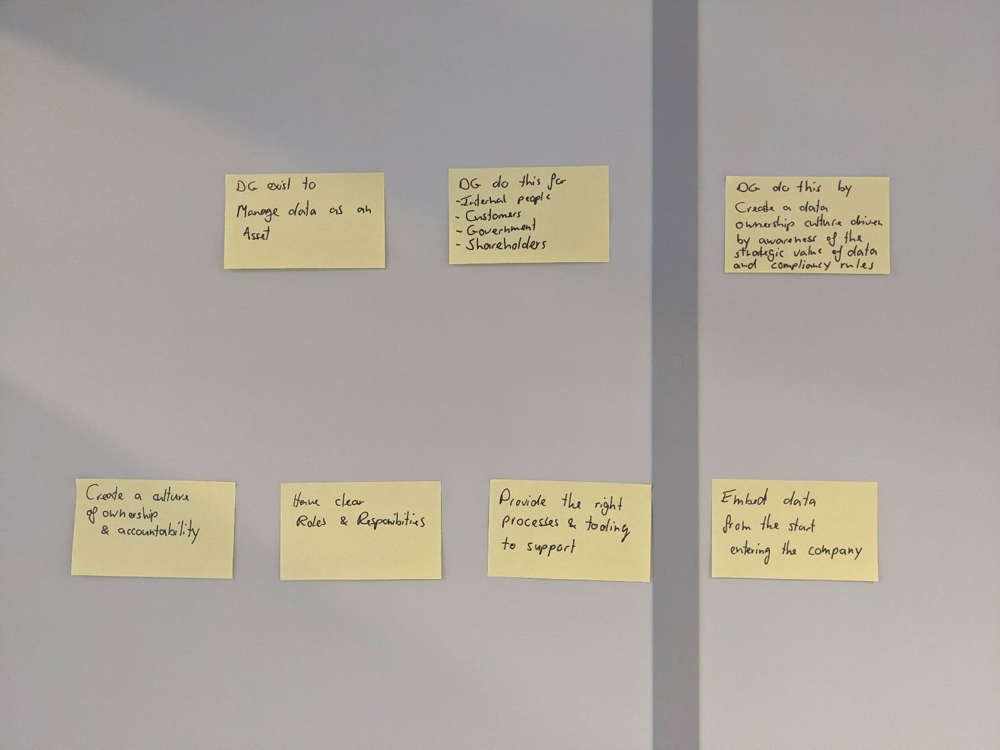 DG exist to
Manage data as an
Asset
DG do this for
- Internal people
- Customers
- Government
- Shareholders
DG do this by
Create a data
ownership culture driven
by awareness of the
strategic value of data
and compliancy rules
Create a culture
of ownership
& accountability
Have clear
Roles & Responibities
Provide the right
processes & tooling
to support
Embed data
from the start
entering the company